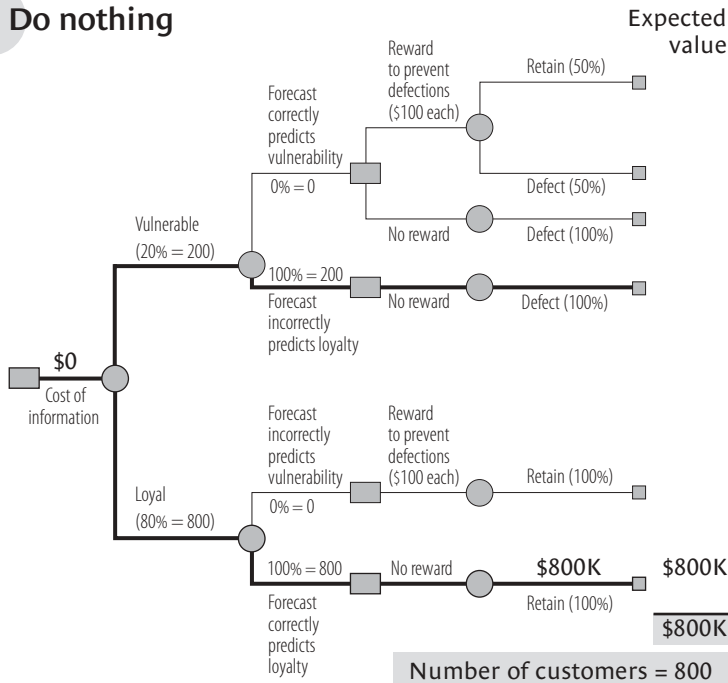 Do nothing
Expected
value
Reward
to prevent
defections
($100 each)
Retain (50%)
Forecast
correctly
predicts
vulnerability
0% = 0
Defect (50%)
Vulnerable
(20% = 200)
No reward
Defect (100%)
100% = 200
Forecast
incorrectly
predicts loyalty
No reward
Defect (100%)
$0
Cost of
information
Forecast
incorrectly
predicts
vulnerability
0% = 0
Reward
to prevent
defections
($100 each)
Retain (100%)
Loyal
(80% = 800)
100% = 800
Forecast
correctly
predicts
loyalty
No reward
$800K
Retain (100%)
$800K
$800K
Number of customers = 800